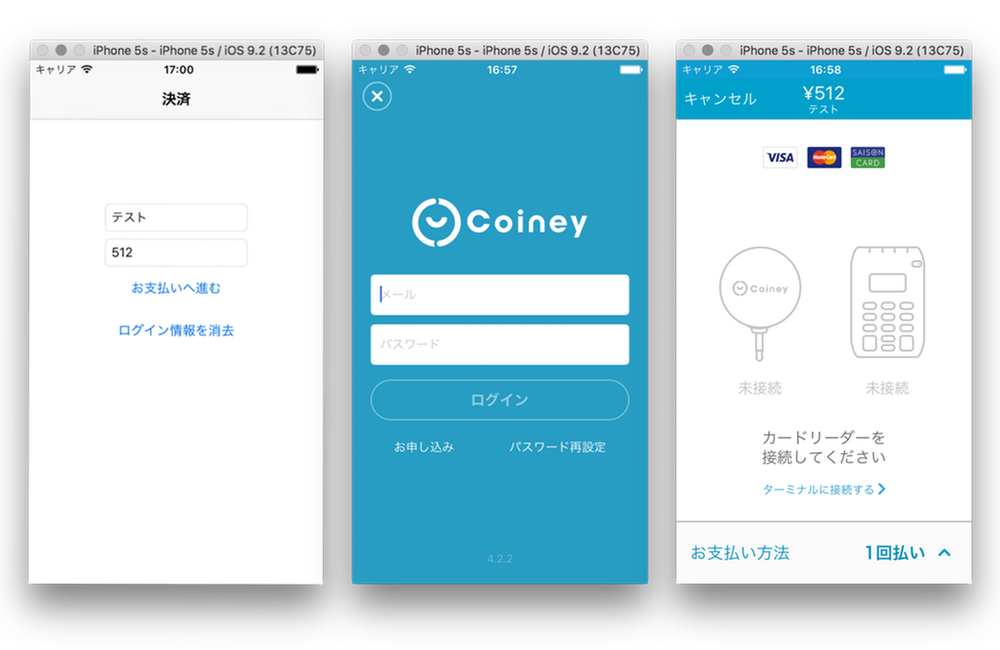 iPhone 5s - iPhone 5s / iOS 9.2 (13C75)
キャリア 17:00
決済
テスト
512
お支払いへ進む
ログイン情報を消去
iPhone 5s - iPhone 5s / iOS 9.2 (13C75)
キャリア 16:57
Coiney
メール
パスワード
ログイン
お申し込み パスワード再設定
4.2.2
iPhone 5s - iPhone 5s / iOS 9.2 (13C75)
キャリア 16:58
キャンセル ¥512
テスト
VISA MasterCard SAISON CARD
Coiney
未接続 未接続
カードリーダーを
接続してください
ターミナルに接続する
お支払い方法 1回払い